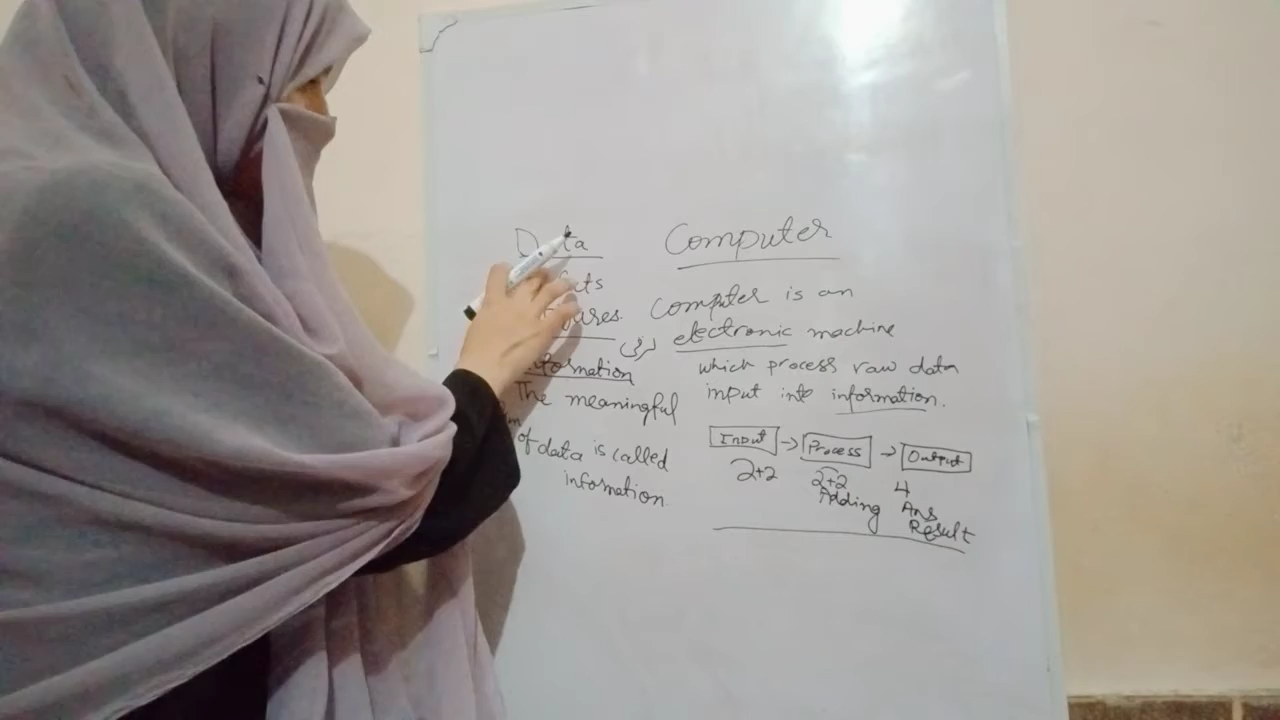 Computer
Computer is an
electronic machine
which process raw data
input into information.
Input → Process → Output
2+2 2+2 4
Adding Ans
Result
The meaningful
of data is called
information.